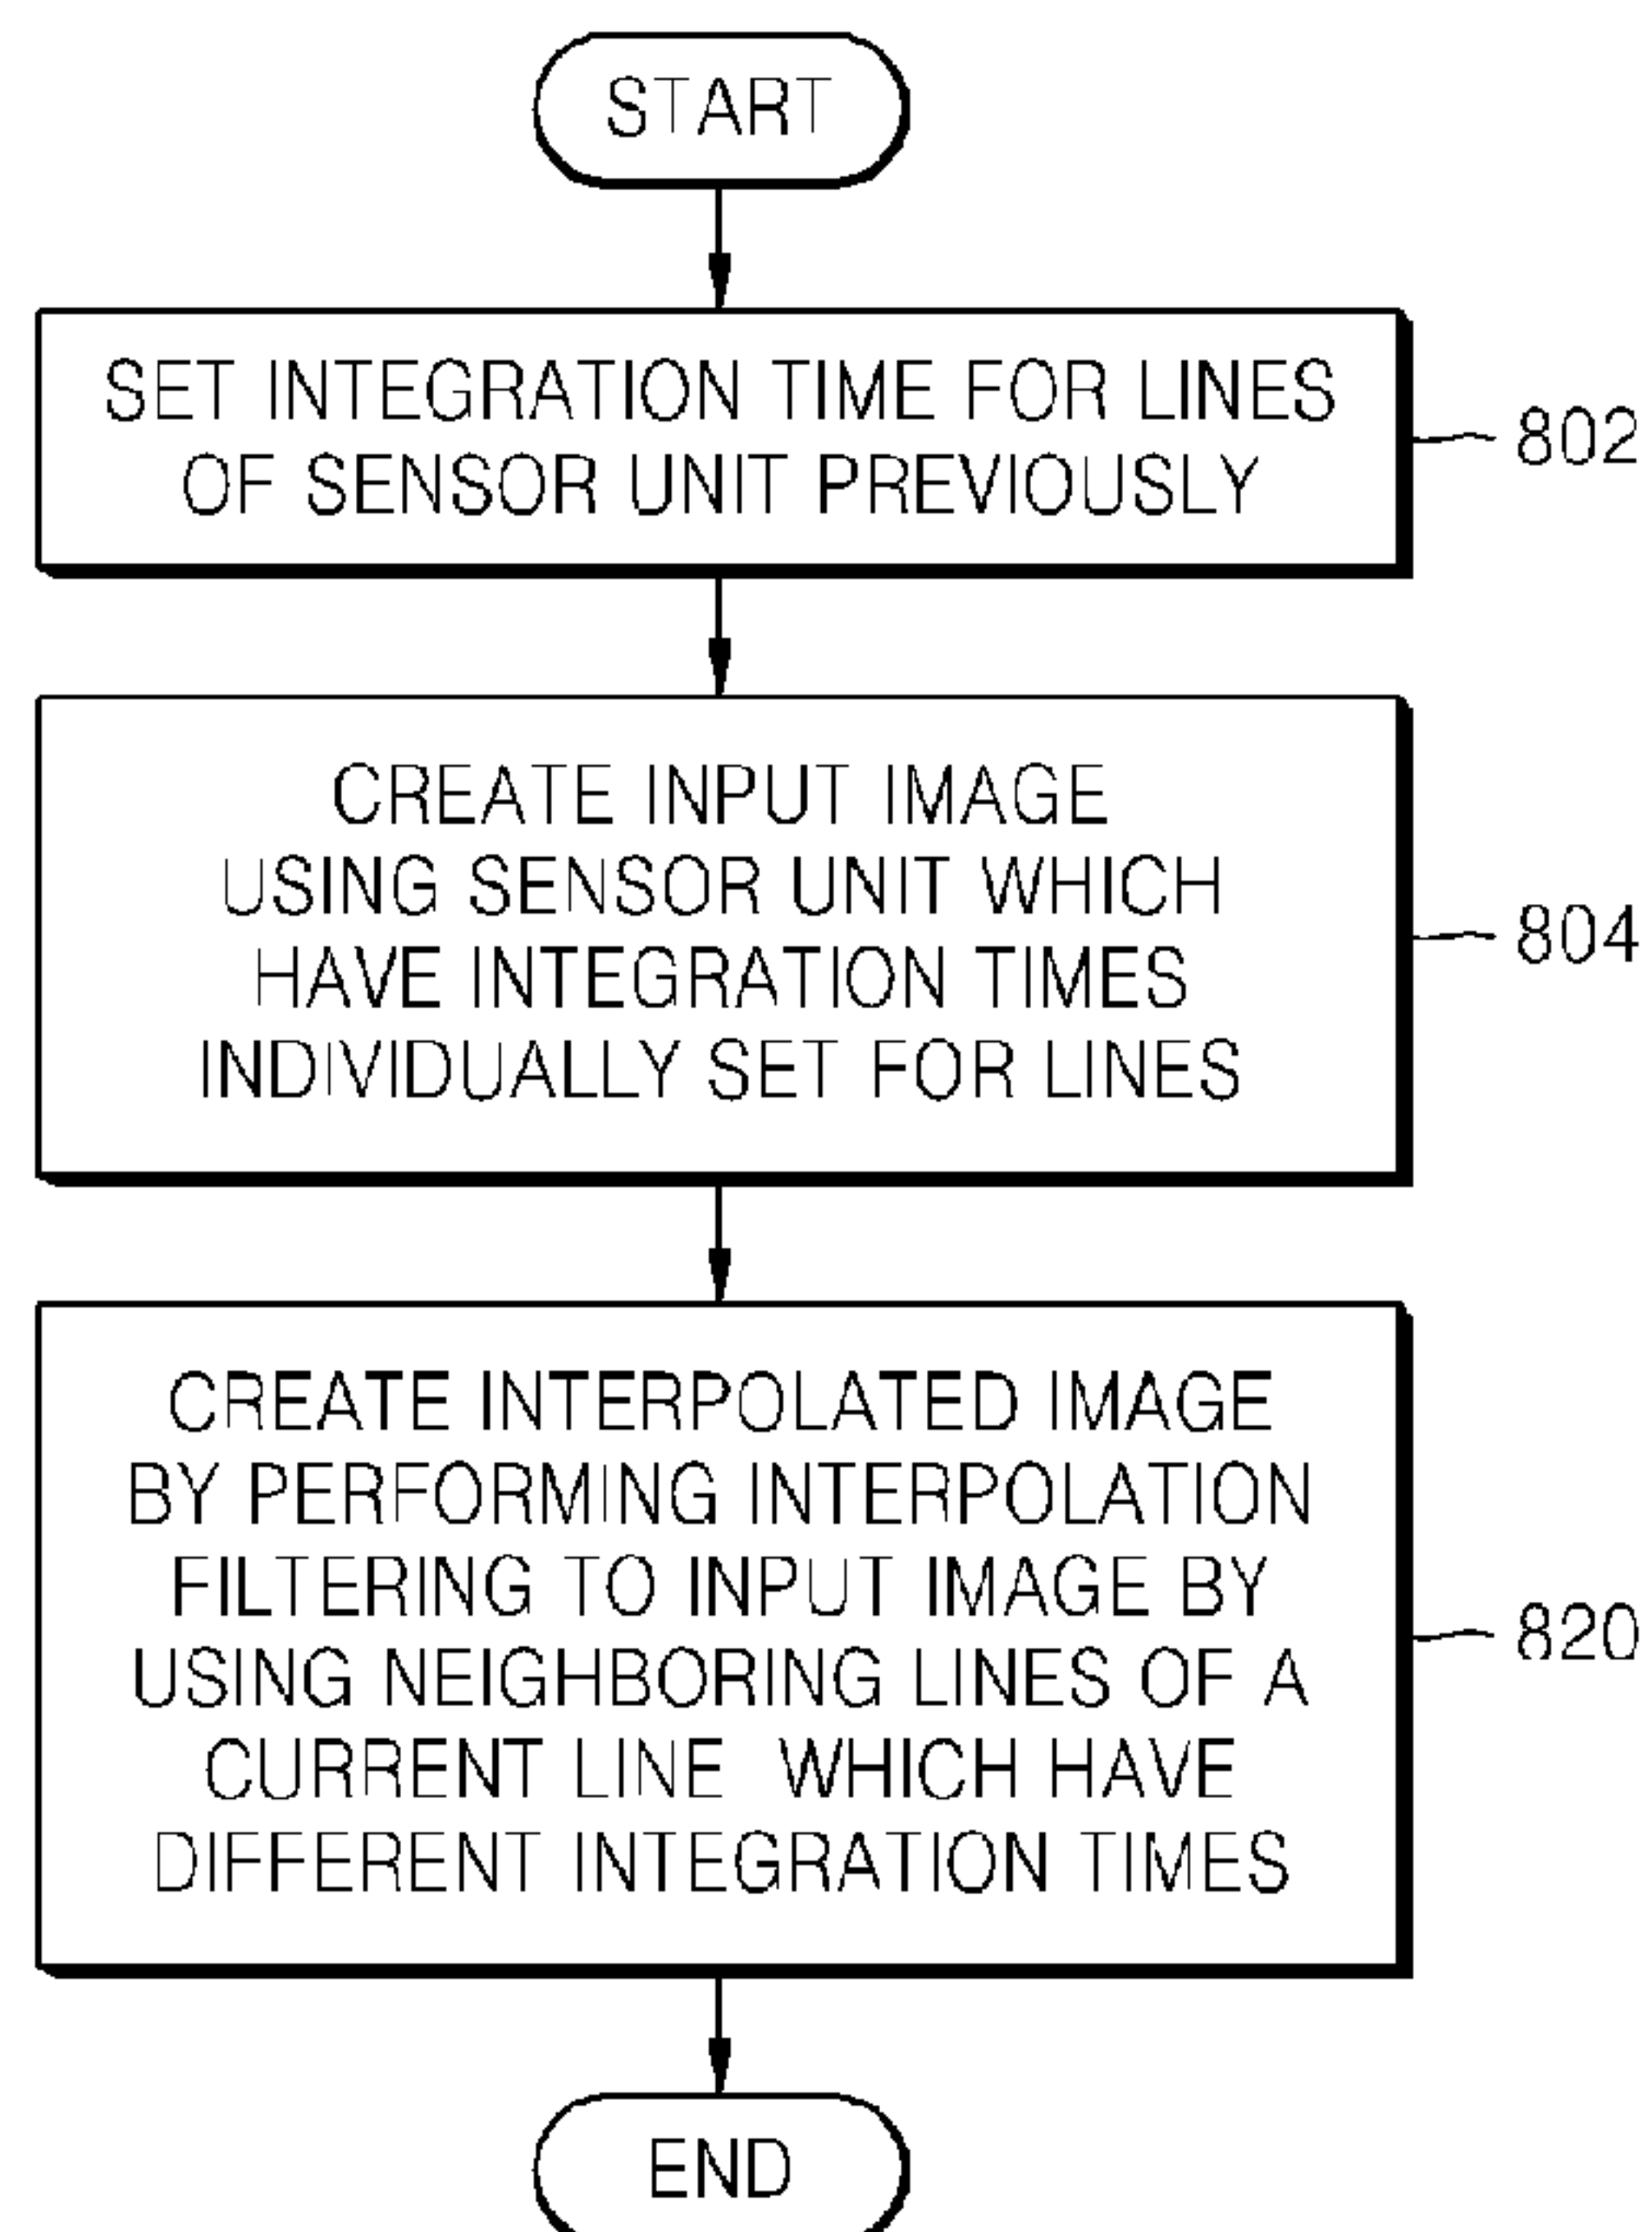 START
SET INTEGRATION TIME FOR LINES
OF SENSOR UNIT PREVIOUSLY
802
CREATE INPUT IMAGE
USING SENSOR UNIT WHICH
HAVE INTEGRATION TIMES
INDIVIDUALLY SET FOR LINES
804
CREATE INTERPOLATED IMAGE
BY PERFORMING INTERPOLATION
FILTERING TO INPUT IMAGE BY
USING NEIGHBORING LINES OF A
CURRENT LINE WHICH HAVE
DIFFERENT INTEGRATION TIMES
820
END